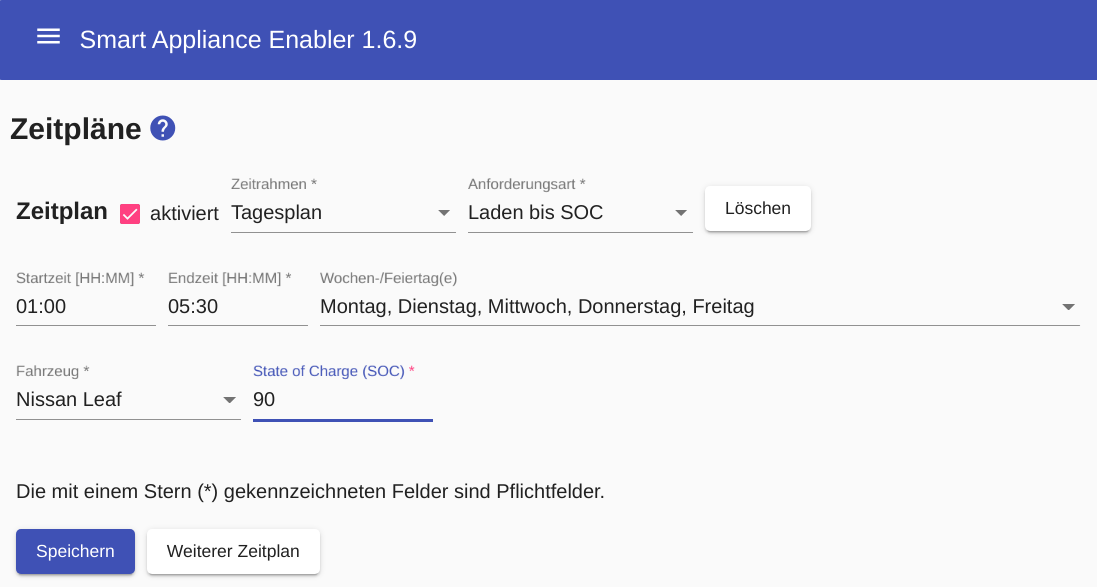 Smart Appliance Enabler 1.6.9
Zeitpläne ?
Zeitrahmen * Anforderungsart *
Zeitplan aktiviert Tagesplan Laden bis SOC Löschen
Startzeit [HH:MM] * Endzeit [HH:MM] * Wochen-/Feiertag(e)
01:00 05:30 Montag, Dienstag, Mittwoch, Donnerstag, Freitag
Fahrzeug * State of Charge (SOC) *
Nissan Leaf 90
Die mit einem Stern (*) gekennzeichneten Felder sind Pflichtfelder.
Speichern Weiterer Zeitplan